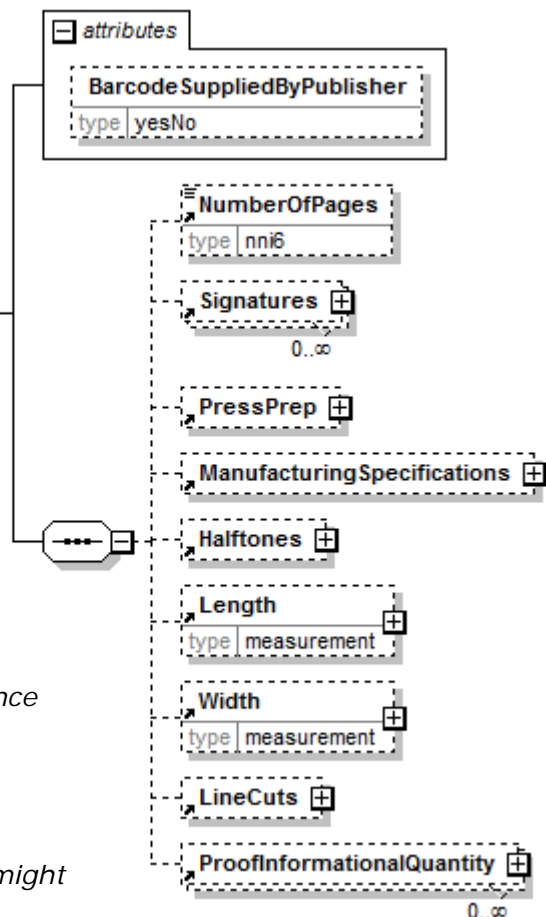 attributes
BarcodeSuppliedByPublisher
type yesNo
NumberOfPages
type nni6
Signatures
0..∞
PressPrep
ManufacturingSpecifications
Halftones
Length
type measurement
nce
Width
type measurement
LineCuts
might
ProofInformationalQuantity
0..∞